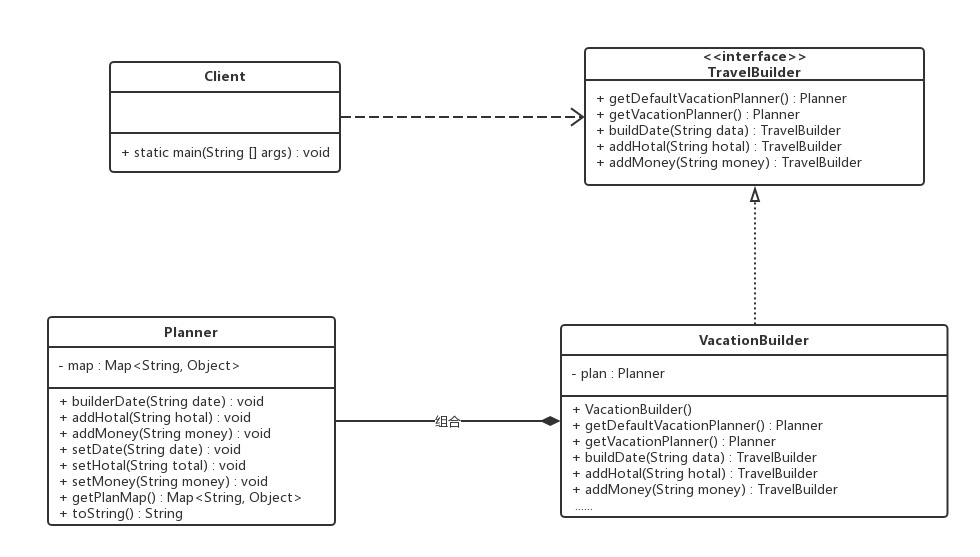 Client
+ static main(String [] args) : void
<<interface>>
TravelBuilder
+ getDefaultVacationPlanner() : Planner
+ getVacationPlanner() : Planner
+ buildDate(String data) : TravelBuilder
+ addHotal(String hotal) : TravelBuilder
+ addMoney(String money) : TravelBuilder
Planner
- map : Map<String, Object>
+ builderDate(String date) : void
+ addHotal(String hotal) : void
+ addMoney(String money) : void
+ setDate(String date) : void
+ setHotal(String total) : void
+ setMoney(String money) : void
+ getPlanMap() : Map<String, Object>
+ toString() : String
组合
VacationBuilder
- plan : Planner
+ VacationBuilder()
+ getDefaultVacationPlanner() : Planner
+ getVacationPlanner() : Planner
+ buildDate(String data) : TravelBuilder
+ addHotal(String hotal) : TravelBuilder
+ addMoney(String money) : TravelBuilder
......